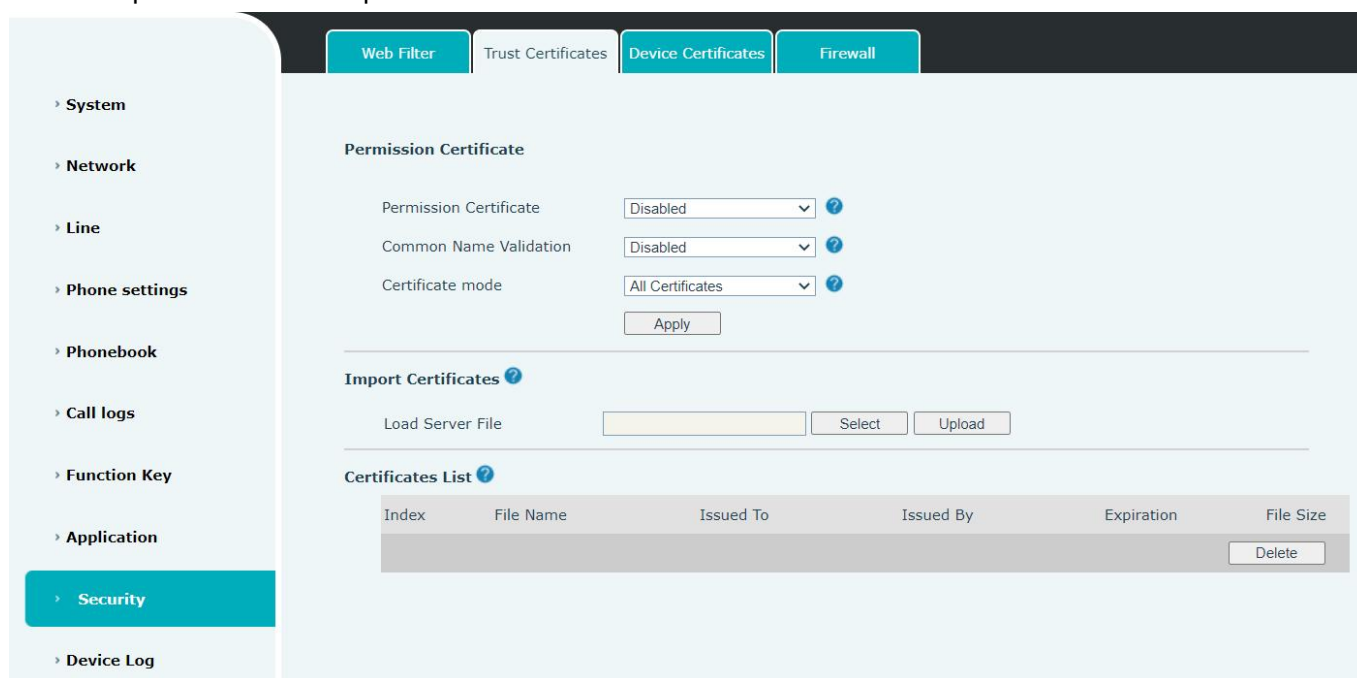 Web Filter Trust Certificates Device Certificates Firewall
System
Network
Line
Phone settings
Phonebook
Call logs
Function Key
Application
Security
Device Log
Permission Certificate
Permission Certificate Disabled ?
Common Name Validation Disabled ?
Certificate mode All Certificates ?
Apply
Import Certificates ?
Load Server File Select Upload
Certificates List ?
Index File Name Issued To Issued By Expiration File Size
Delete